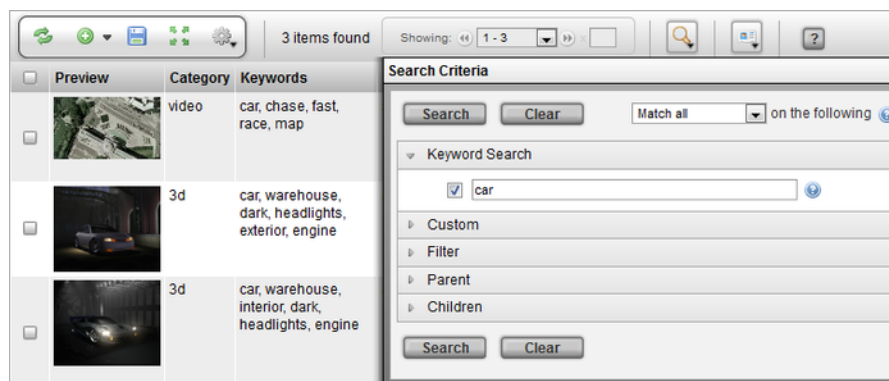 3 items found
Showing:
1 - 3
x
?
Preview Category Keywords
video
car, chase, fast,
race, map
3d
car, warehouse,
dark, headlights,
exterior, engine
3d
car, warehouse,
interior, dark,
headlights, engine
Search Criteria
Search Clear Match all on the following ?
Keyword Search
car ?
Custom
Filter
Parent
Children
Search Clear